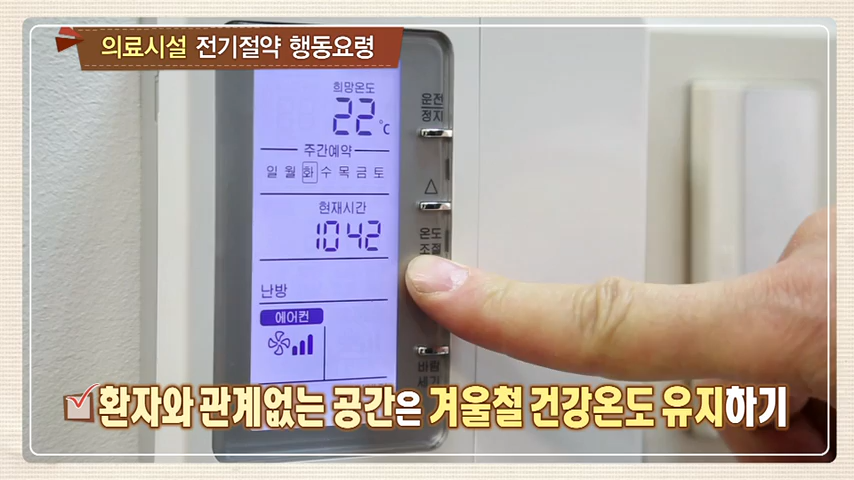 의료시설 전기절약 행동요령
희망온도
22℃
주간예약
일 월 화 수 목 금 토
현재시간
10 42
난방
에어컨
운전
정지
△
온도
조절
바람
세기
환자와 관계없는 공간은 겨울철 건강온도 유지하기